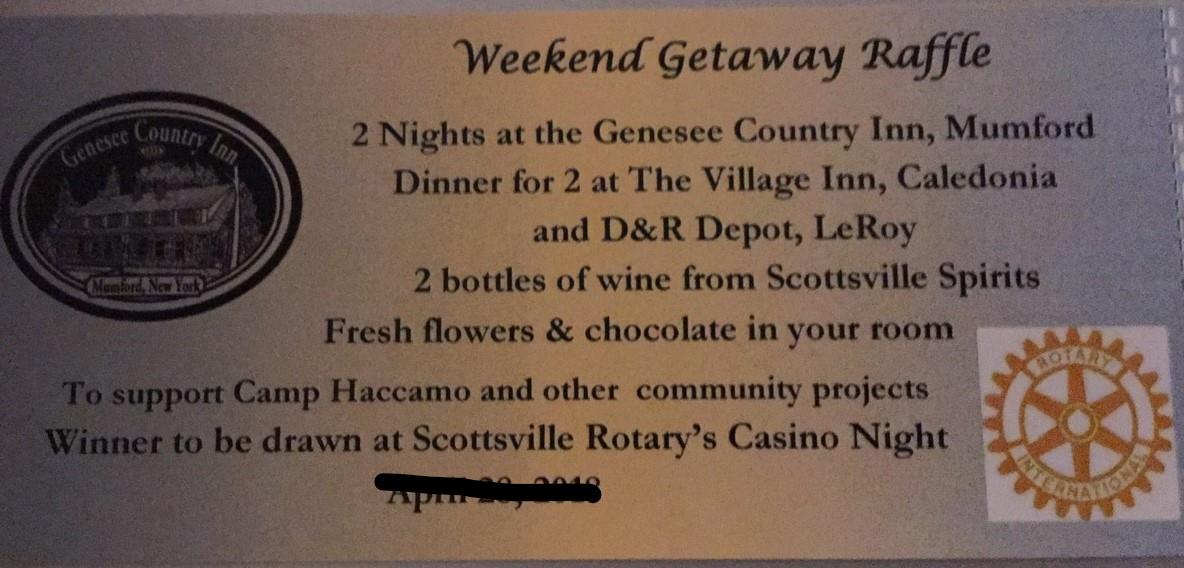 Weekend Getaway Raffle
Genesee Country Inn
Mumford, New York
2 Nights at the Genesee Country Inn, Mumford
Dinner for 2 at The Village Inn, Caledonia
and D&R Depot, LeRoy
2 bottles of wine from Scottsville Spirits
Fresh flowers & chocolate in your room
ROTARY
INTERNATIONAL
To support Camp Haccamo and other community projects
Winner to be drawn at Scottsville Rotary's Casino Night